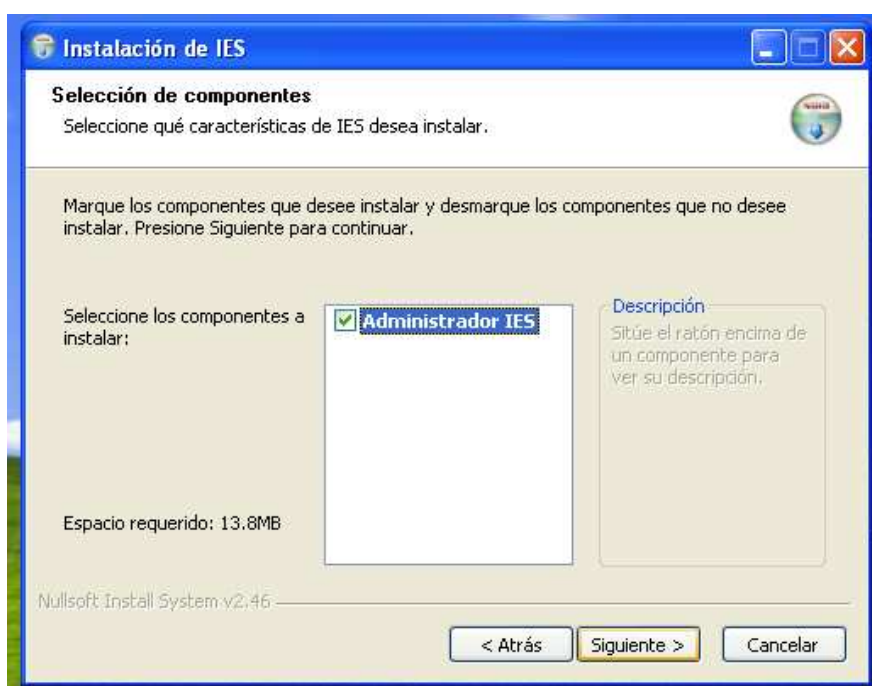 Instalación de IES
Selección de componentes
Seleccione qué características de IES desea instalar.
Marque los componentes que desee instalar y desmarque los componentes que no desee
instalar. Presione Siguiente para continuar.
Seleccione los componentes a
instalar:
Administrador IES
Descripción
Sitúe el ratón encima de
un componente para
ver su descripción.
Espacio requerido: 13.8MB
Nullsoft Install System v2.46
< Atrás
Siguiente >
Cancelar